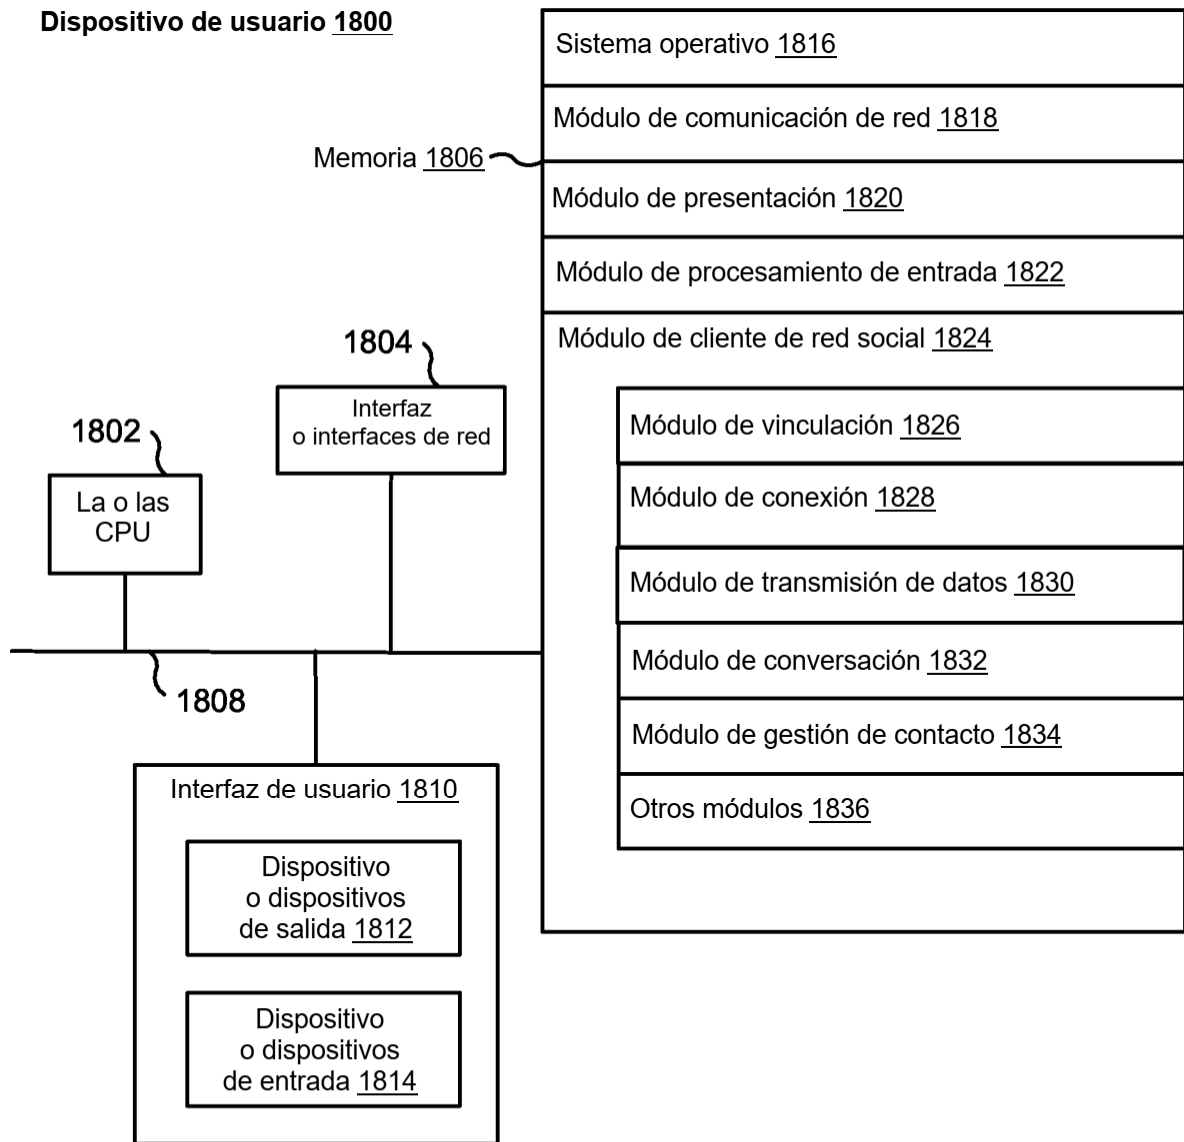 Dispositivo de usuario 1800
Sistema operativo 1816
Módulo de comunicación de red 1818
Memoria 1806
Módulo de presentación 1820
Módulo de procesamiento de entrada 1822
Módulo de cliente de red social 1824
1804
Interfaz
o interfaces de red
1802
La o las
CPU
Módulo de vinculación 1826
Módulo de conexión 1828
Módulo de transmisión de datos 1830
Módulo de conversación 1832
Módulo de gestión de contacto 1834
Otros módulos 1836
1808
Interfaz de usuario 1810
Dispositivo
o dispositivos
de salida 1812
Dispositivo
o dispositivos
de entrada 1814